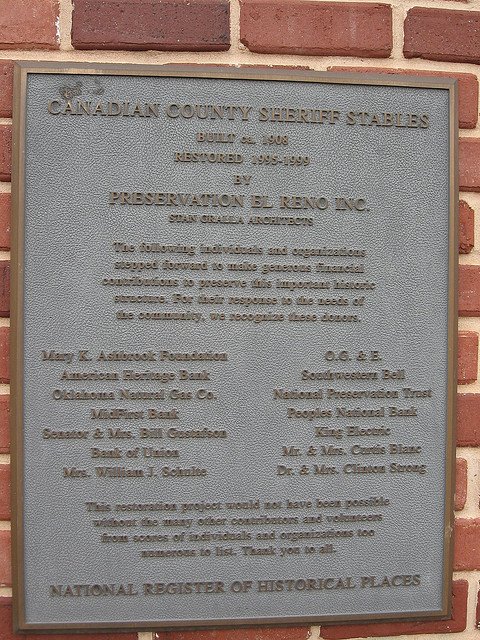 CANADIAN COUNTY SHERIFF STABLES
BUILT ca. 1908
RESTORED 1995-1999
BY
PRESERVATION EL RENO INC.
STAN GRALLA ARCHITECTS
The following individuals and organizations
stepped forward to make generous financial
contributions to preserve this important historic
structure. For their response to the needs of
the community, we recognize these donors.
Mary K. Ashbrook Foundation
American Heritage Bank
Oklahoma Natural Gas Co.
MidFirst Bank
Senator & Mrs. Bill Gustafson
Bank of Union
Mrs. William J. Schulte
O.G. & E.
Southwestern Bell
National Preservation Trust
Peoples National Bank
King Electric
Mr. & Mrs. Curtis Blanc
Dr. & Mrs. Clinton Strong
This restoration project would not have been possible
without the many other contributors and volunteers
from scores of individuals and organizations too
numerous to list. Thank you to all.
NATIONAL REGISTER OF HISTORICAL PLACES